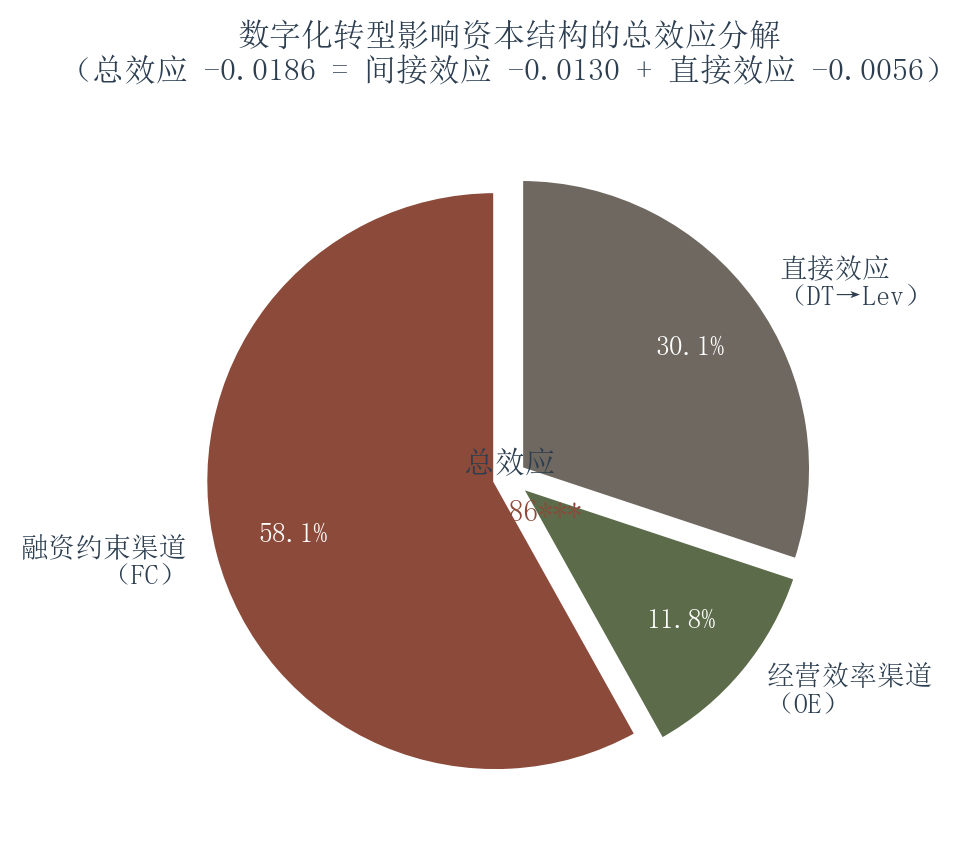 数字化转型影响资本结构的总效应分解
（总效应 -0.0186 = 间接效应 -0.0130 + 直接效应 -0.0056）
直接效应
（DT→Lev）
30.1%
总效应
86***
58.1%
融资约束渠道
（FC）
11.8%
经营效率渠道
（OE）